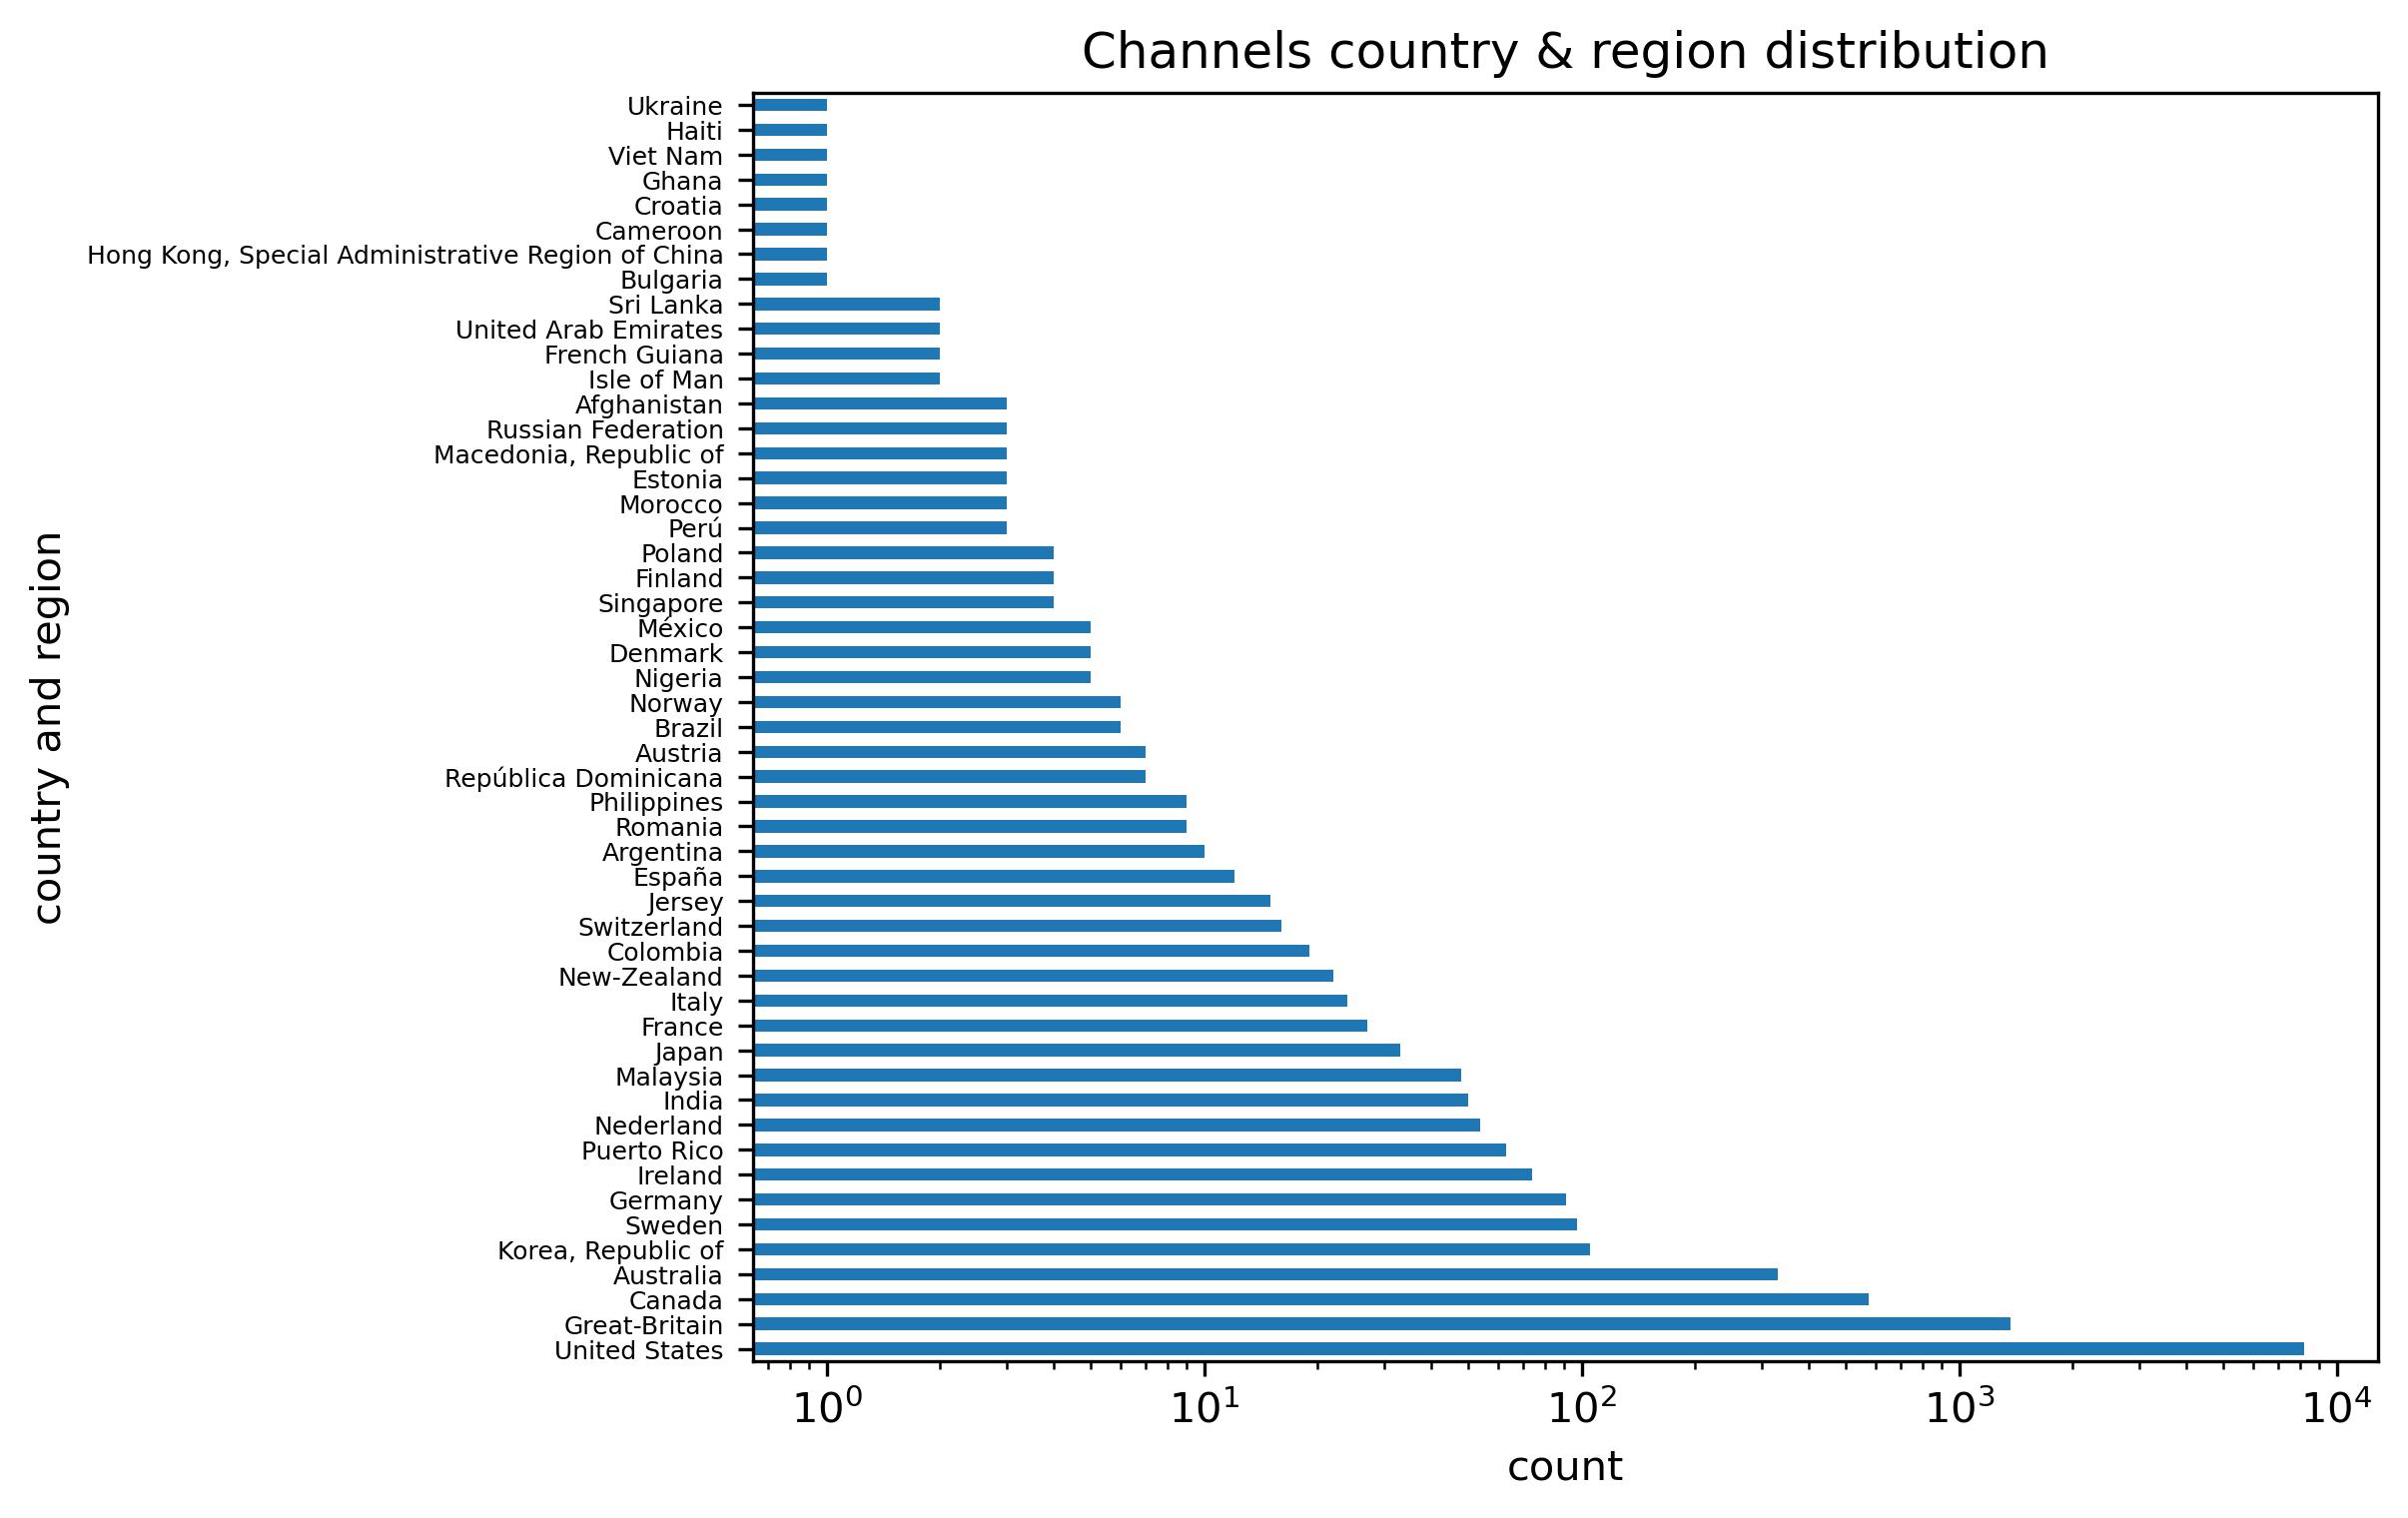 Channels country & region distribution
Ukraine
Haiti
Viet Nam
Ghana
Croatia
Cameroon
Hong Kong, Special Administrative Region of China
Bulgaria
Sri Lanka
United Arab Emirates
French Guiana
Isle of Man
Afghanistan
Russian Federation
Macedonia, Republic of
Estonia
Morocco
Perú
Poland
Finland
Singapore
México
Denmark
Nigeria
Norway
Brazil
Austria
República Dominicana
Philippines
Romania
Argentina
España
Jersey
Switzerland
Colombia
New-Zealand
Italy
France
Japan
Malaysia
India
Nederland
Puerto Rico
Ireland
Germany
Sweden
Korea, Republic of
Australia
Canada
Great-Britain
United States
country and region
10⁰ 10¹ 10² 10³ 10⁴
count